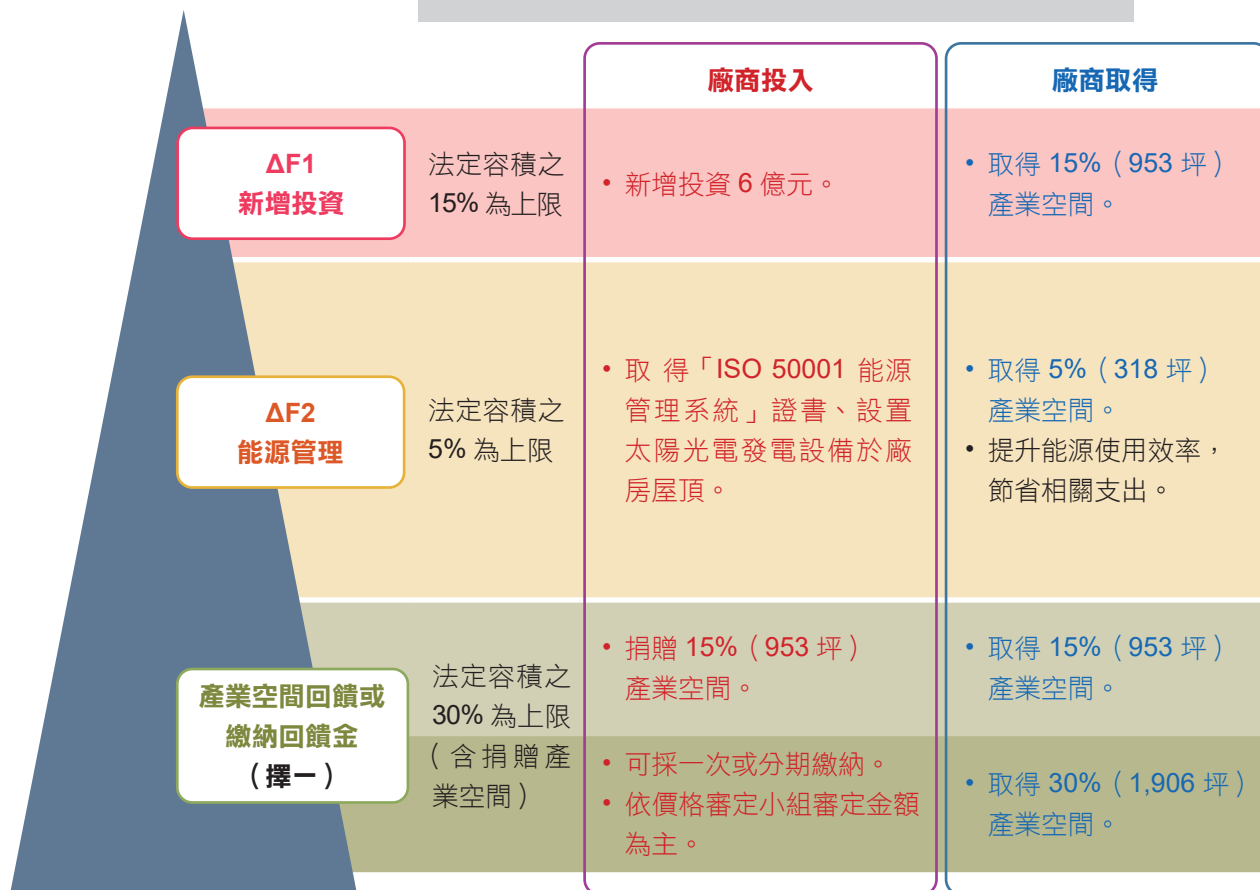 廠商投入
廠商取得
ΔF1
新增投資
法定容積之
15% 為上限
• 新增投資 6 億元。
• 取得 15%（953 坪）
產業空間。
ΔF2
能源管理
法定容積之
5% 為上限
• 取 得「ISO 50001 能源
管理系統」證書、設置
太陽光電發電設備於廠
房屋頂。
• 取得 5%（318 坪）
產業空間。
• 提升能源使用效率，
節省相關支出。
產業空間回饋或
繳納回饋金
（擇一）
法定容積之
30% 為上限
（含捐贈產
業空間）
• 捐贈 15%（953 坪）
產業空間。
• 取得 15%（953 坪）
產業空間。
• 可採一次或分期繳納。
• 依價格審定小組審定金額
為主。
• 取得 30%（1,906 坪）
產業空間。